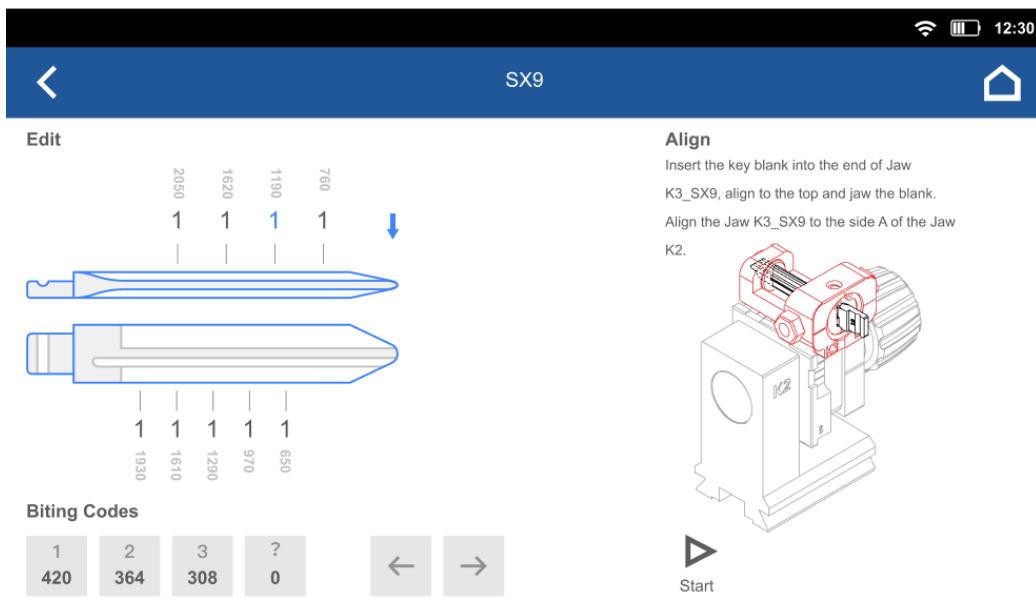 12:30
SX9
Edit
2050 1620 1190 760
1 1 1 1
1 1 1 1 1
1930 1610 1290 970 650
Biting Codes
1 2 3 ?
420 364 308 0
Align
Insert the key blank into the end of Jaw
K3_SX9, align to the top and jaw the blank.
Align the Jaw K3_SX9 to the side A of the Jaw
K2.
K2
Start